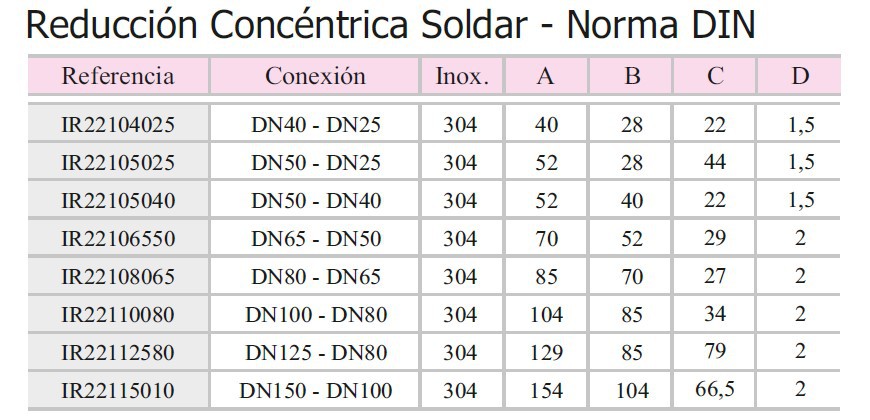 Reducción Concéntrica Soldar - Norma DIN
Referencia Conexión Inox. A B C D
IR22104025 DN40 - DN25 304 40 28 22 1,5
IR22105025 DN50 - DN25 304 52 28 44 1,5
IR22105040 DN50 - DN40 304 52 40 22 1,5
IR22106550 DN65 - DN50 304 70 52 29 2
IR22108065 DN80 - DN65 304 85 70 27 2
IR22110080 DN100 - DN80 304 104 85 34 2
IR22112580 DN125 - DN80 304 129 85 79 2
IR22115010 DN150 - DN100 304 154 104 66,5 2